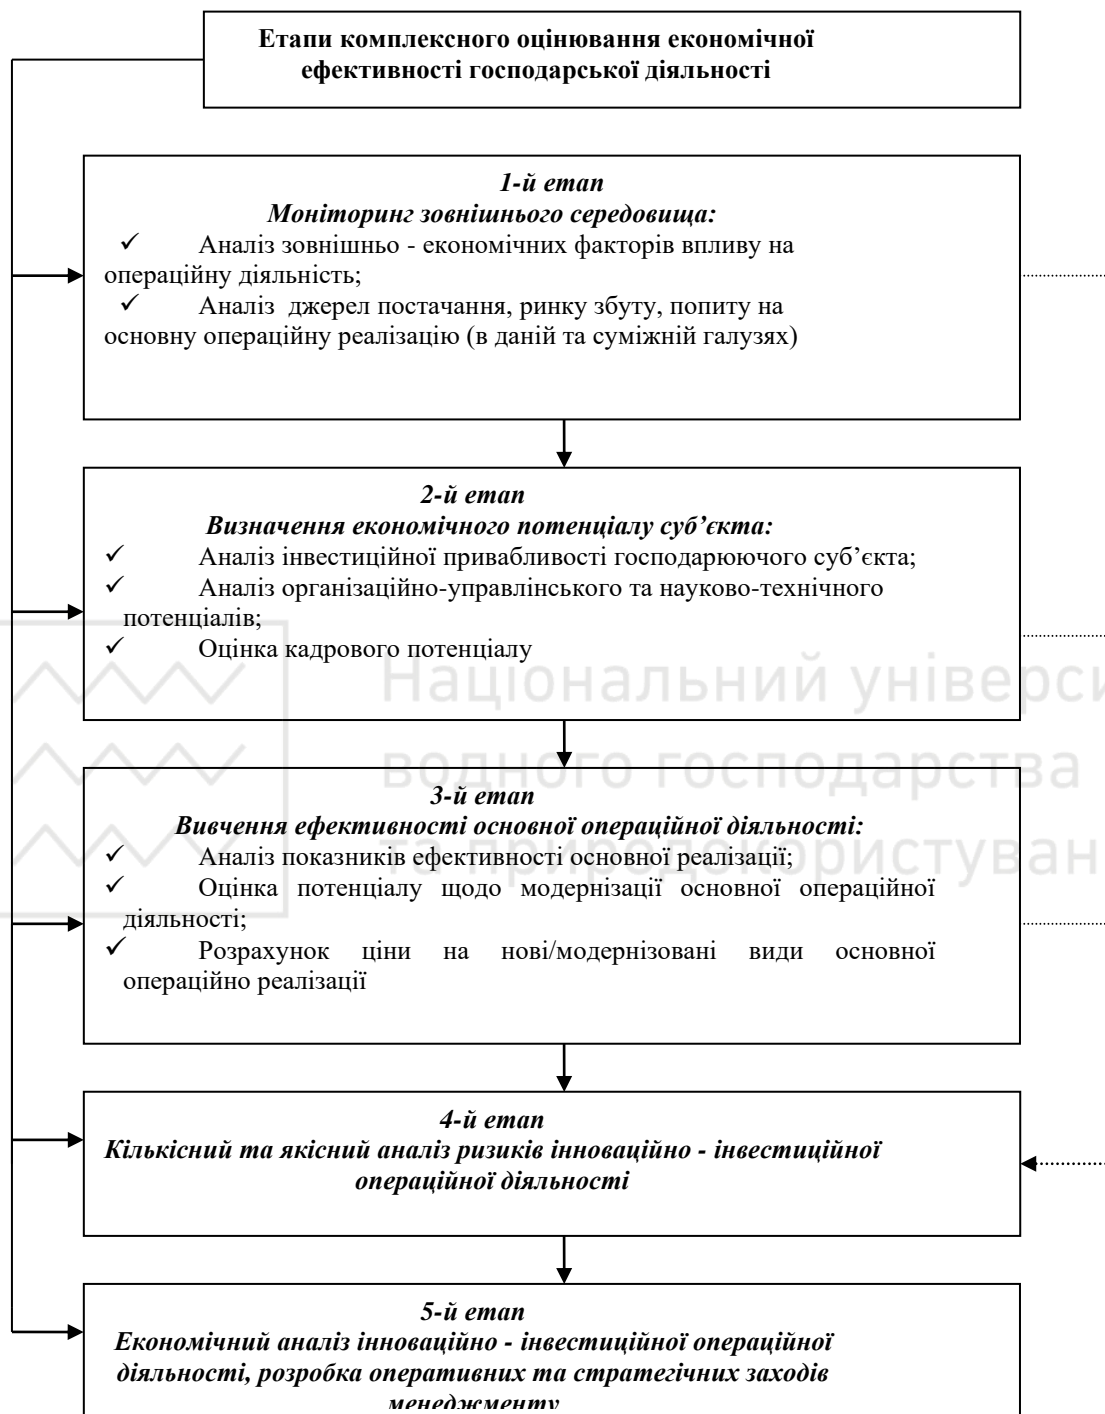 Етапи комплексного оцінювання економічної
ефективності господарської діяльності
1-й етап
Моніторинг зовнішнього середовища:
✓ Аналіз зовнішньо - економічних факторів впливу на
операційну діяльність;
✓ Аналіз джерел постачання, ринку збуту, попиту на
основну операційну реалізацію (в даній та суміжній галузях)
2-й етап
Визначення економічного потенціалу суб’єкта:
✓ Аналіз інвестиційної привабливості господарюючого суб’єкта;
✓ Аналіз організаційно-управлінського та науково-технічного
потенціалів;
✓ Оцінка кадрового потенціалу
Національний універси
водного господарства
3-й етап
Вивчення ефективності основної операційної діяльності:
✓ Аналіз показників ефективності основної реалізації;
та природокористуван
✓ Оцінка потенціалу щодо модернізації основної операційної
діяльності;
✓ Розрахунок ціни на нові/модернізовані види основної
операційно реалізації
4-й етап
Кількісний та якісний аналіз ризиків інноваційно - інвестиційної
операційної діяльності
5-й етап
Економічний аналіз інноваційно - інвестиційної операційної
діяльності, розробка оперативних та стратегічних заходів
менеджменту